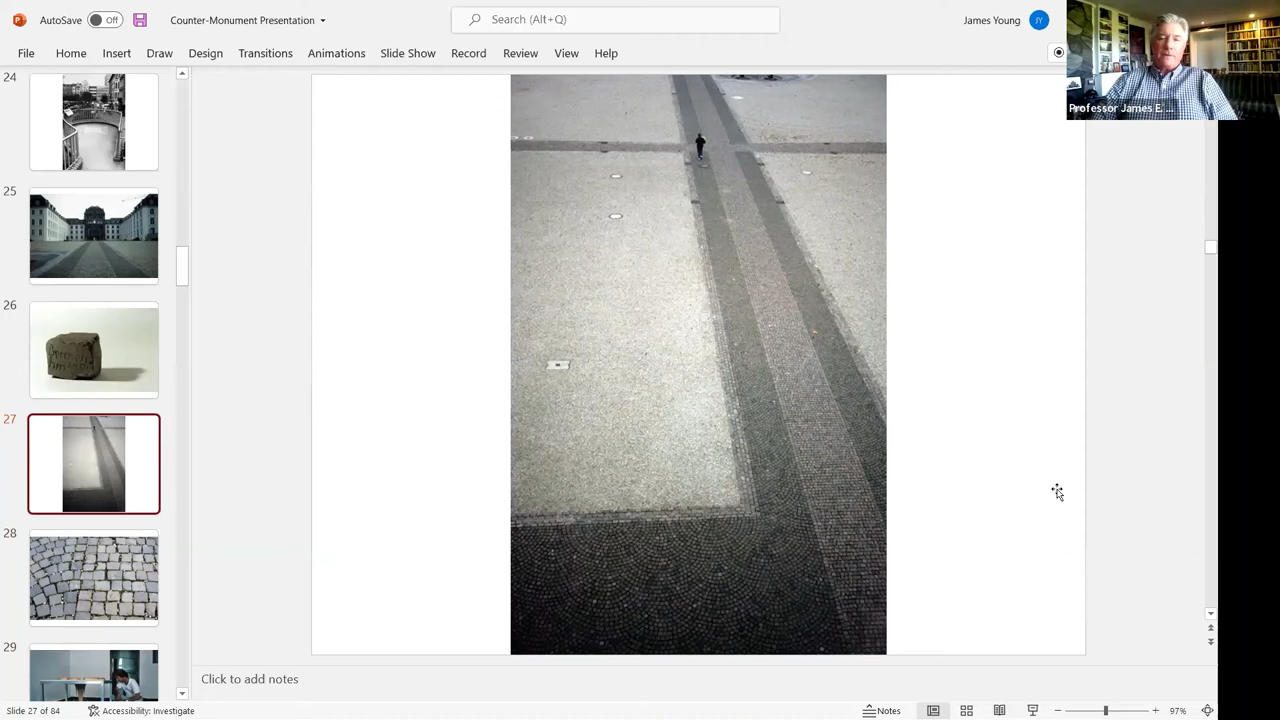 AutoSave Off Counter-Monument Presentation Search (Alt+Q) James Young JY
File Home Insert Draw Design Transitions Animations Slide Show Review View Help
Professor James E. ...
24
25
26
27
28
29
Click to add notes
Slide 27 of 84 Accessibility: Investigate Notes 97%